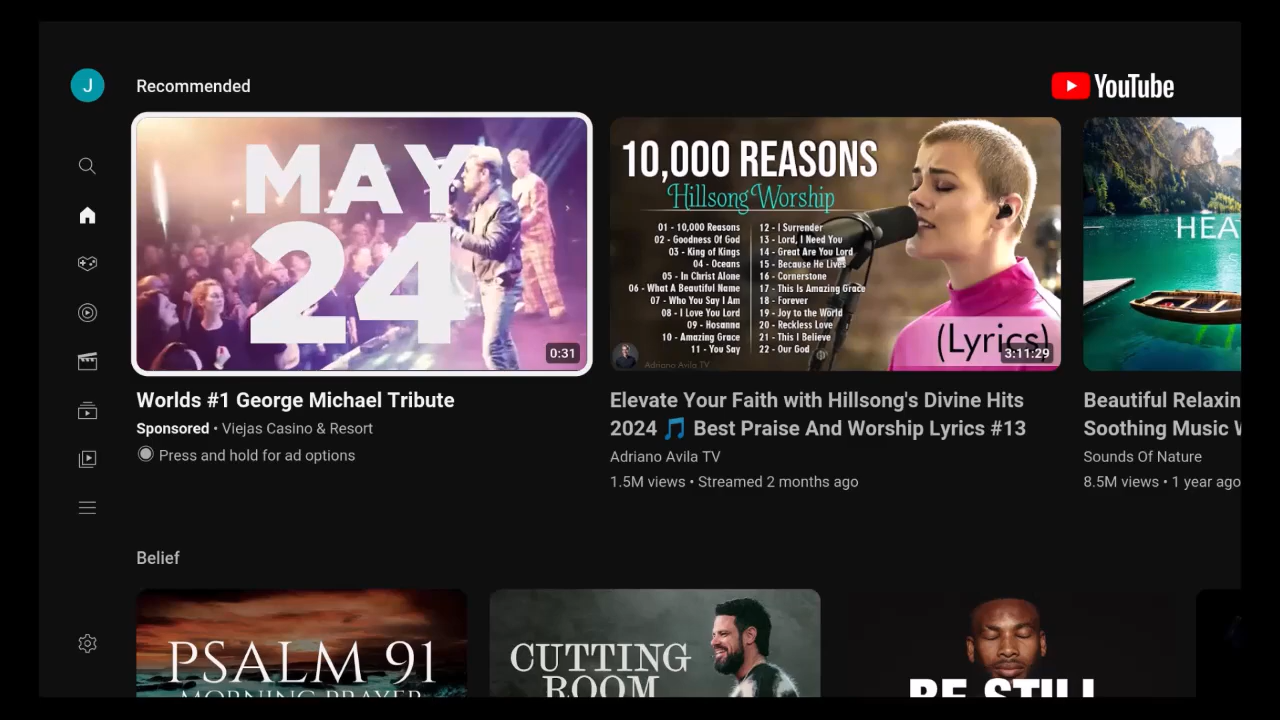 J
Recommended
YouTube
MAY
24
0:31
10,000 REASONS
Hillsong Worship
01 - 10,000 Reasons
02 - Goodness Of God
03 - King of Kings
04 - Oceans
05 - In Christ Alone
06 - What A Beautiful Name
07 - Who You Say I Am
08 - I Love You Lord
09 - Hosanna
10 - Amazing Grace
11 - You Say
12 - I Surrender
13 - Lord, I Need You
14 - Great Are You Lord
15 - Because He Lives
16 - Cornerstone
17 - This Is Amazing Grace
18 - Forever
19 - Joy to the World
20 - Reckless Love
21 - This I Believe
22 - Our God
(Lyrics)
3:11:29
Adriano Avila TV
HEA
Worlds #1 George Michael Tribute
Sponsored • Viejas Casino & Resort
Press and hold for ad options
Elevate Your Faith with Hillsong's Divine Hits
2024 🎵 Best Praise And Worship Lyrics #13
Adriano Avila TV
1.5M views • Streamed 2 months ago
Beautiful Relaxin
Soothing Music W
Sounds Of Nature
8.5M views • 1 year ago
Belief
PSALM 91
MORNING PRAYER
CUTTING
ROOM
BE STILL